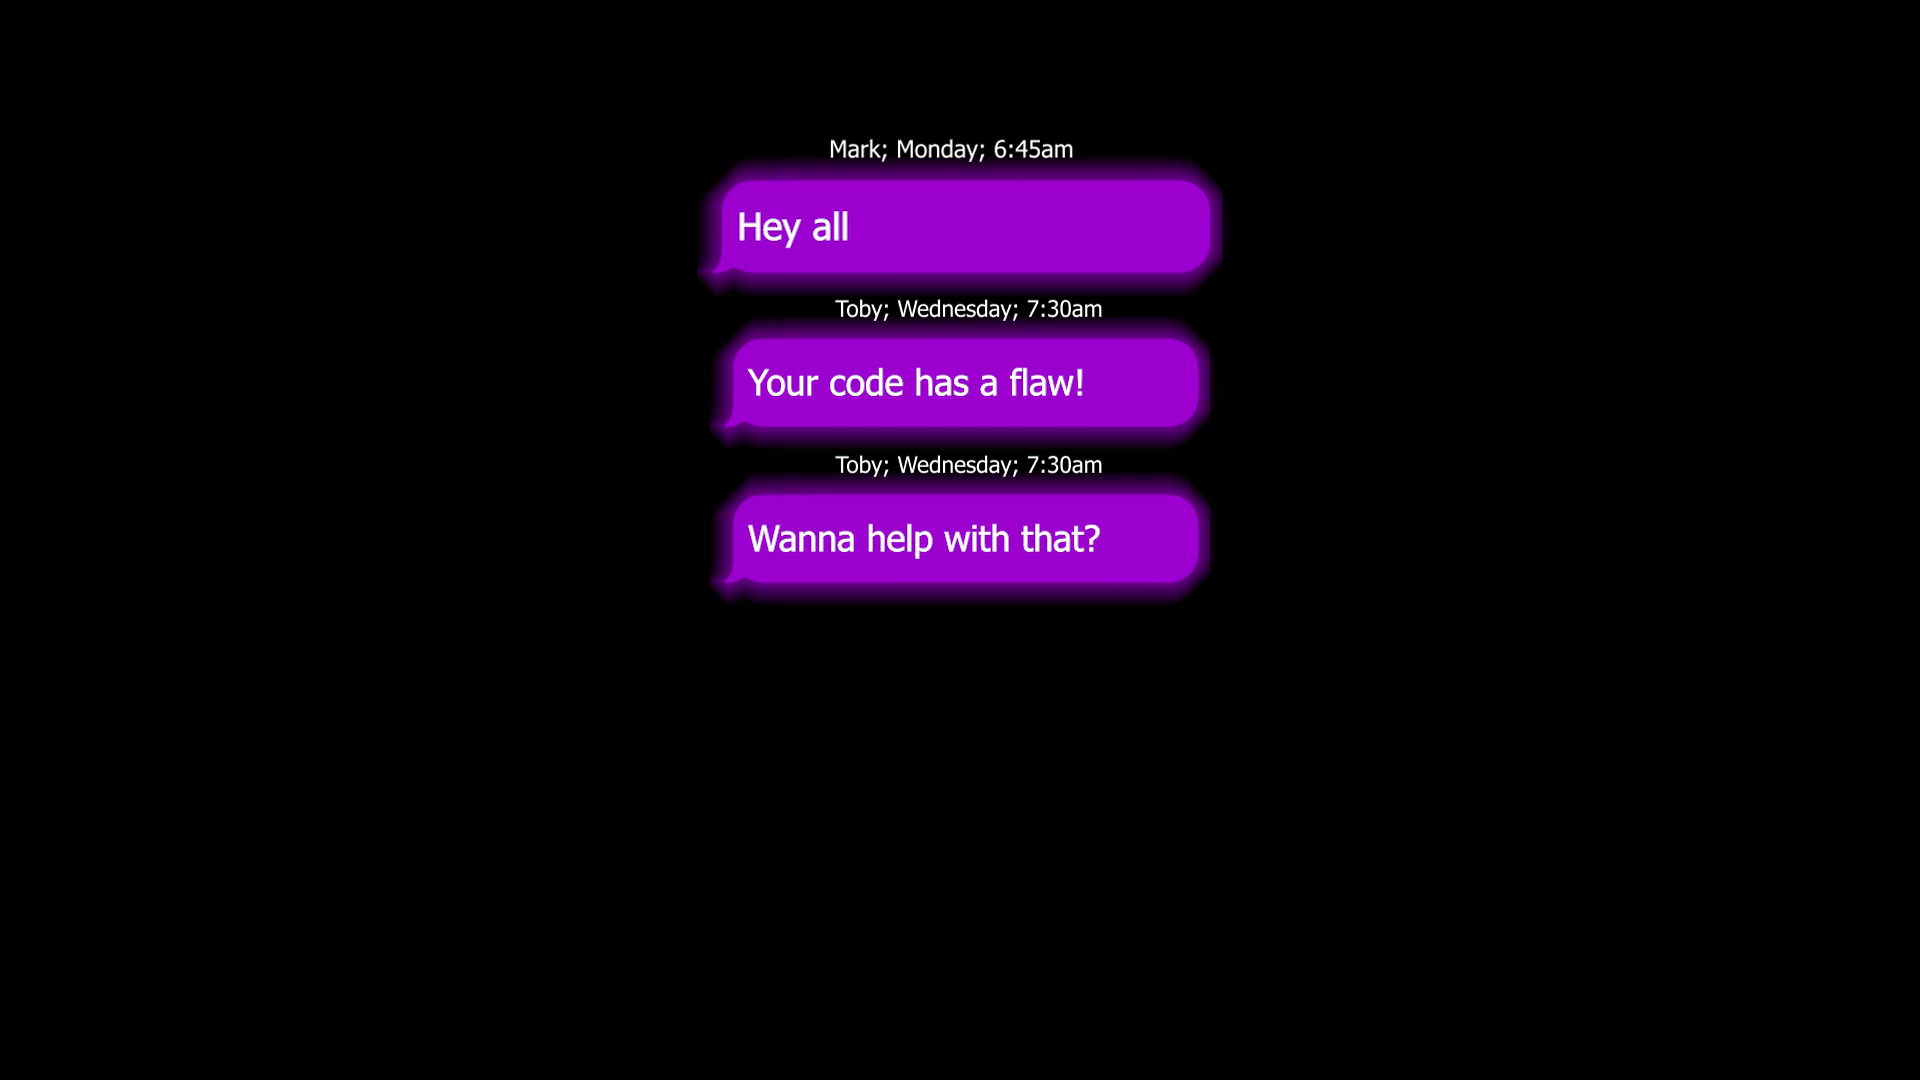 Mark; Monday; 6:45am
Hey all
Toby; Wednesday; 7:30am
Your code has a flaw!
Toby; Wednesday; 7:30am
Wanna help with that?